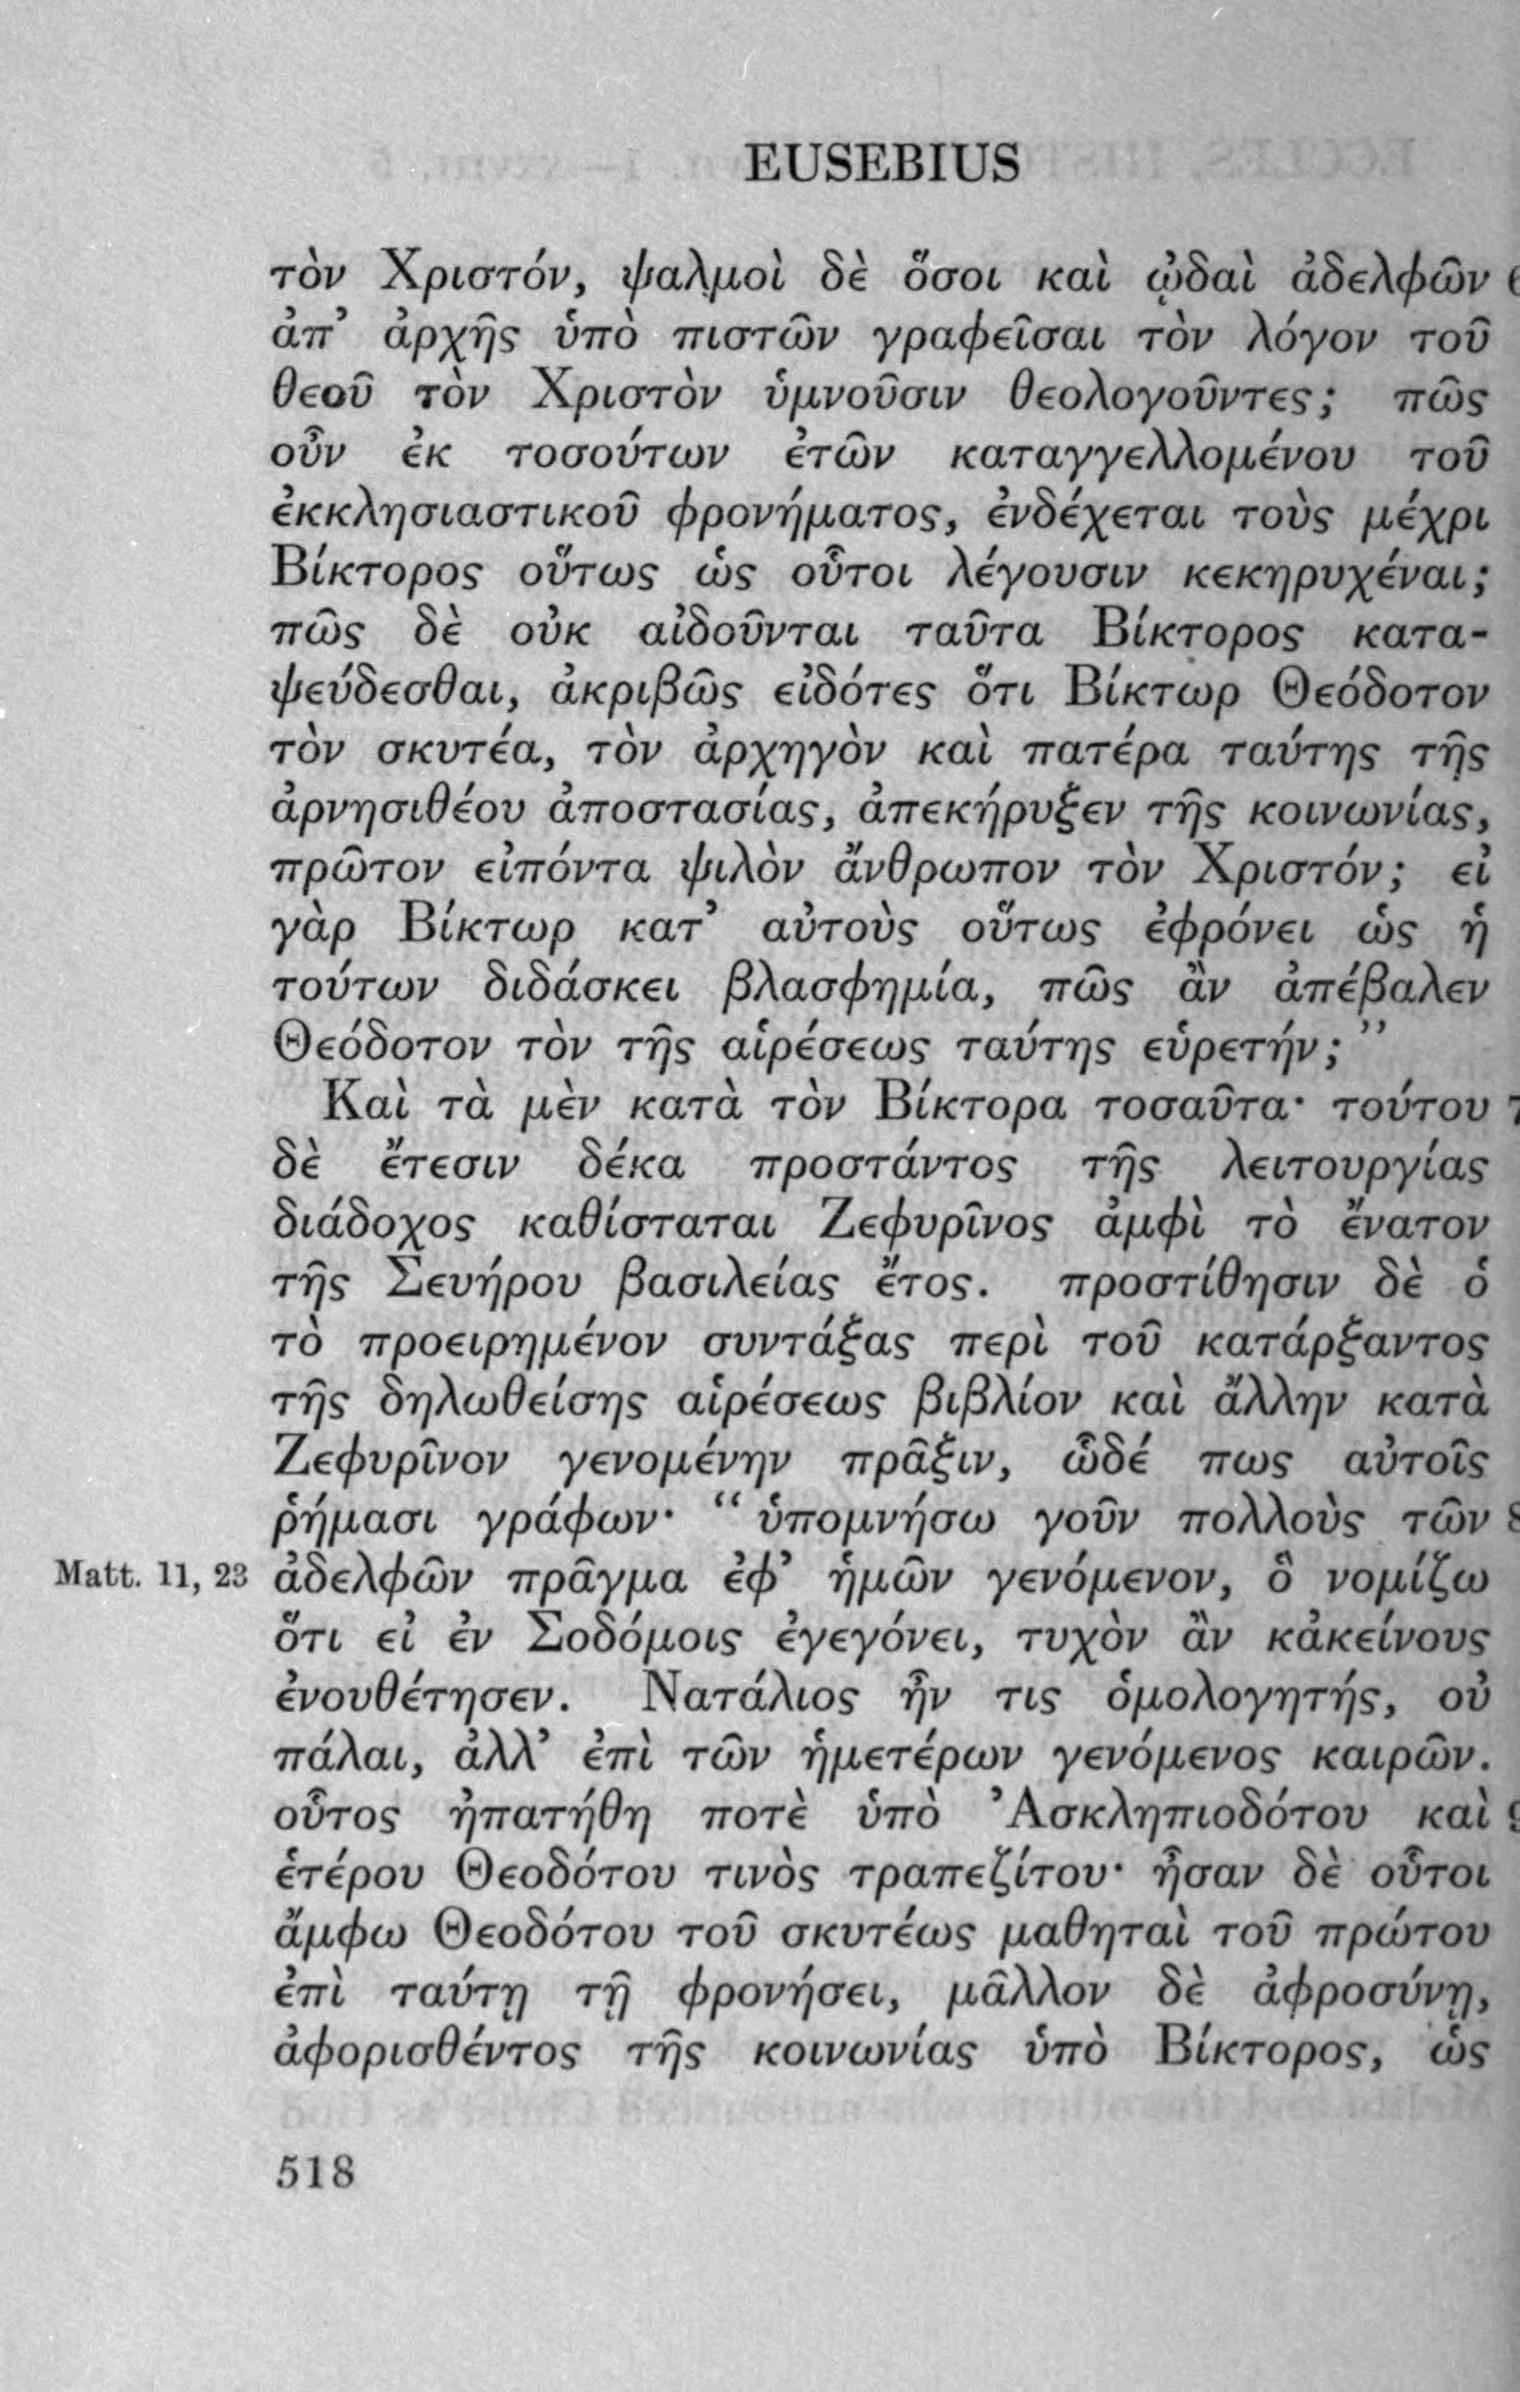 EUSEBIUS
τὸν Χριστόν, ψαλμοὶ δὲ ὅσοι καὶ ᾠδαὶ ἀδελφῶν 6
ἀπ’ ἀρχῆς ὑπὸ πιστῶν γραφεῖσαι τὸν λόγον τοῦ
θεοῦ τὸν Χριστὸν ὑμνοῦσιν θεολογοῦντες; πῶς
οὖν ἐκ τοσούτων ἐτῶν καταγγελλομένου τοῦ
ἐκκλησιαστικοῦ φρονήματος, ἐνδέχεται τοὺς μέχρι
Βίκτορος οὕτως ὡς οὗτοι λέγουσιν κεκηρυχέναι;
πῶς δὲ οὐκ αἰδοῦνται ταῦτα Βίκτορος κατα-
ψεύδεσθαι, ἀκριβῶς εἰδότες ὅτι Βίκτωρ Θεόδοτον
τὸν σκυτέα, τὸν ἀρχηγὸν καὶ πατέρα ταύτης τῆς
ἀρνησιθέου ἀποστασίας, ἀπεκήρυξεν τῆς κοινωνίας,
πρῶτον εἰπόντα ψιλὸν ἄνθρωπον τὸν Χριστόν; εἰ
γὰρ Βίκτωρ κατ’ αὐτοὺς οὕτως ἐφρόνει ὡς ἡ
τούτων διδάσκει βλασφημία, πῶς ἂν ἀπέβαλεν
Θεόδοτον τὸν τῆς αἱρέσεως ταύτης εὑρετήν;”
Καὶ τὰ μὲν κατὰ τὸν Βίκτορα τοσαῦτα· τούτου 7
δὲ ἔτεσιν δέκα προστάντος τῆς λειτουργίας
διάδοχος καθίσταται Ζεφυρῖνος ἀμφὶ τὸ ἔνατον
τῆς Σευήρου βασιλείας ἔτος. προστίθησιν δὲ ὁ
τὸ προειρημένον συντάξας περὶ τοῦ κατάρξαντος
τῆς δηλωθείσης αἱρέσεως βιβλίον καὶ ἄλλην κατὰ
Ζεφυρῖνον γενομένην πρᾶξιν, ὧδέ πως αὐτοῖς
ῥήμασι γράφων· “ὑπομνήσω γοῦν πολλοὺς τῶν 8
Matt. 11, 23 ἀδελφῶν πρᾶγμα ἐφ’ ἡμῶν γενόμενον, ὃ νομίζω
ὅτι εἰ ἐν Σοδόμοις ἐγεγόνει, τυχὸν ἂν κἀκείνους
ἐνουθέτησεν. Νατάλιος ἦν τις ὁμολογητής, οὐ
πάλαι, ἀλλ’ ἐπὶ τῶν ἡμετέρων γενόμενος καιρῶν.
οὗτος ἠπατήθη ποτὲ ὑπὸ Ἀσκληπιοδότου καὶ 9
ἑτέρου Θεοδότου τινὸς τραπεζίτου· ἦσαν δὲ οὗτοι
ἄμφω Θεοδότου τοῦ σκυτέως μαθηταὶ τοῦ πρώτου
ἐπὶ ταύτῃ τῇ φρονήσει, μᾶλλον δὲ ἀφροσύνῃ,
ἀφορισθέντος τῆς κοινωνίας ὑπὸ Βίκτορος, ὡς
518